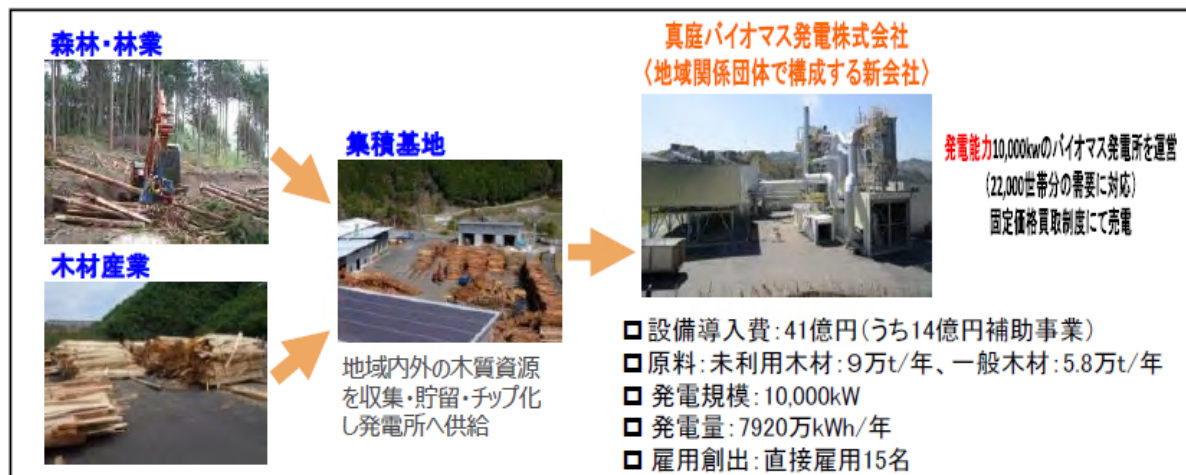 森林・林業
木材産業
集積基地
地域内外の木質資源
を収集・貯留・チップ化
し発電所へ供給
真庭バイオマス発電株式会社
〈地域関係団体で構成する新会社〉
発電能力10,000kwのバイオマス発電所を運営
(22,000世帯分の需要に対応)
固定価格買取制度にて売電
設備導入費:41億円(うち14億円補助事業)
原料:未利用木材:9万t/年、一般木材:5.8万t/年
発電規模:10,000kW
発電量:7920万kWh/年
雇用創出:直接雇用15名